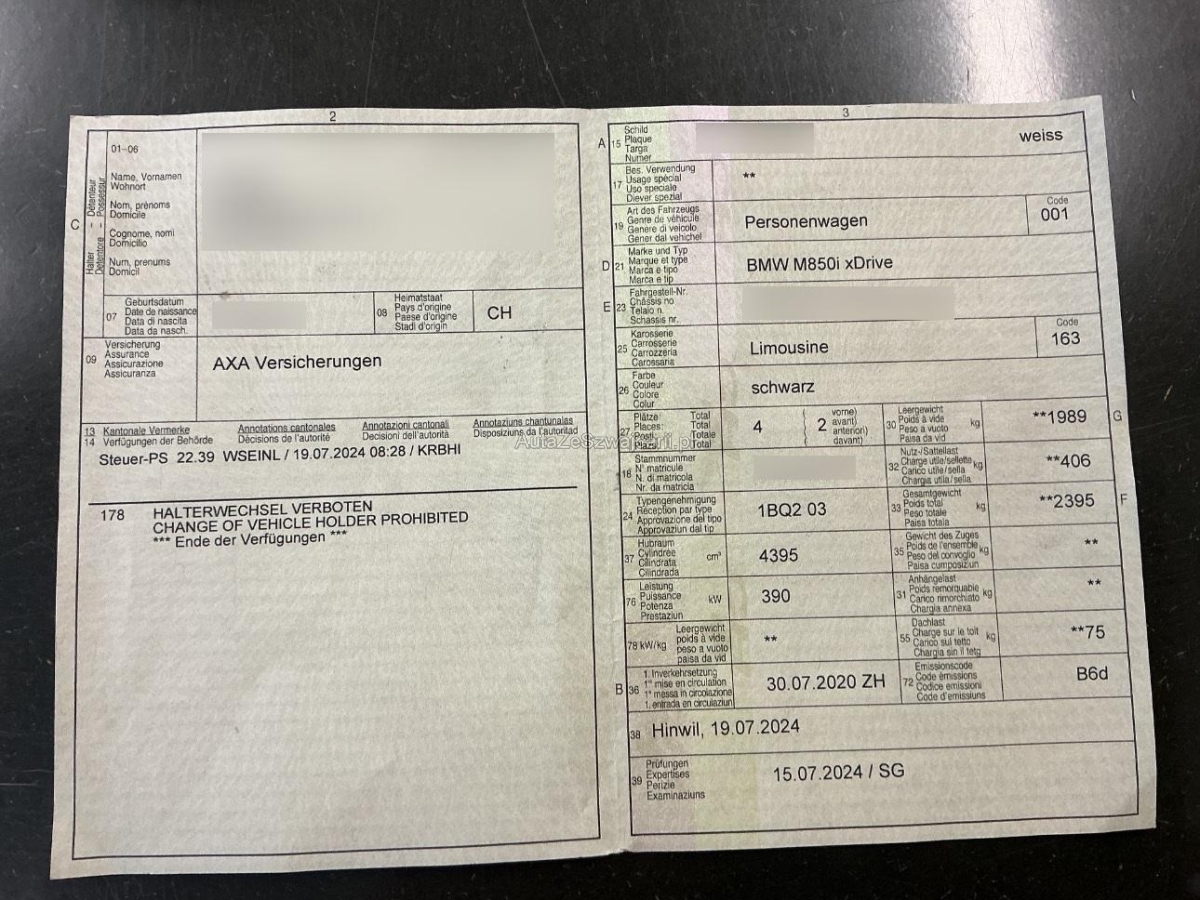 2
C
Halter - Détenteur
Detentore - Possessur
01–06
Name, Vornamen
Wohnort
Nom, prénoms
Domicile
Cognome, nomi
Domicilio
Num, prenums
Domicil
07
Geburtsdatum
Date de naissance
Data di nascita
Data da nasch.
08
Heimatstaat
Pays d'origine
Paese d'origine
Stadi d'origin
CH
09
Versicherung
Assurance
Assicurazione
Assicuranza
AXA Versicherungen
13 Kantonale Vermerke Annotations cantonales Annotazioni cantonali Annotaziuns chantunales
14 Verfügungen der Behörde Décisions de l'autorité Decisioni dell'autorità Disposiziuns da l'autoritad
Steuer-PS 22.39 WSEINL / 19.07.2024 08:28 / KRBHI
178 HALTERWECHSEL VERBOTEN
CHANGE OF VEHICLE HOLDER PROHIBITED
*** Ende der Verfügungen ***
3
A 15
Schild
Plaque
Targa
Numer
weiss
17
Bes. Verwendung
Usage spécial
Uso speciale
Diever spezial
**
19
Art des Fahrzeugs
Genre de véhicule
Genere di veicolo
Gener dal vehichel
Personenwagen
Code
001
D 21
Marke und Typ
Marque et type
Marca e tipo
Marca e tip
BMW M850i xDrive
E 23
Fahrgestell-Nr.
Châssis no
Telaio n.
Schassis nr.
25
Karosserie
Carrosserie
Carrozzeria
Carossaria
Limousine
Code
163
26
Farbe
Couleur
Colore
Colur
schwarz
27
Plätze Total
Places: Total
Posti: Totale
Plazs: Total
4
( 2 vorne)
avant)
anteriori)
davant)
30
Leergewicht
Poids à vide
Peso a vuoto
Paisa da vid
kg
**1989
G
18
Stammnummer
N° matricule
N. di matricola
Nr. da matricla
32
Nutz-/Sattellast
Charge utile/sellette
Carico utile/sella
Chargia utila/sella
kg
**406
24
Typengenehmigung
Réception par type
Approvazione del tipo
Approvaziun dal tip
1BQ2 03
33
Gesamtgewicht
Poids total
Peso totale
Paisa totala
kg
**2395
F
37
Hubraum
Cylindrée
Cilindrata
Cilindrada
cm³
4395
35
Gewicht des Zuges
Poids de l'ensemble
Peso del convoglio
Paisa cumposiziun
kg
**
76
Leistung
Puissance
Potenza
Prestaziun
kW
390
31
Anhängelast
Poids remorquable
Carico rimorchiato
Chargia annexa
kg
**
78 kW/kg
Leergewicht
poids à vide
peso a vuoto
paisa da vid
**
55
Dachlast
Charge sur le toit
Carico sul tetto
Chargia sin il tetg
kg
**75
B 36
1. Inverkehrsetzung
1re mise en circulation
1a messa in circolazione
1. entrada en circulaziun
30.07.2020 ZH
72
Emissionscode
Code émissions
Codice emissioni
Code d'emissiuns
B6d
38 Hinwil, 19.07.2024
39
Prüfungen
Expertises
Perizie
Examinaziuns
15.07.2024 / SG
AutaZeSzwajcarii.pl